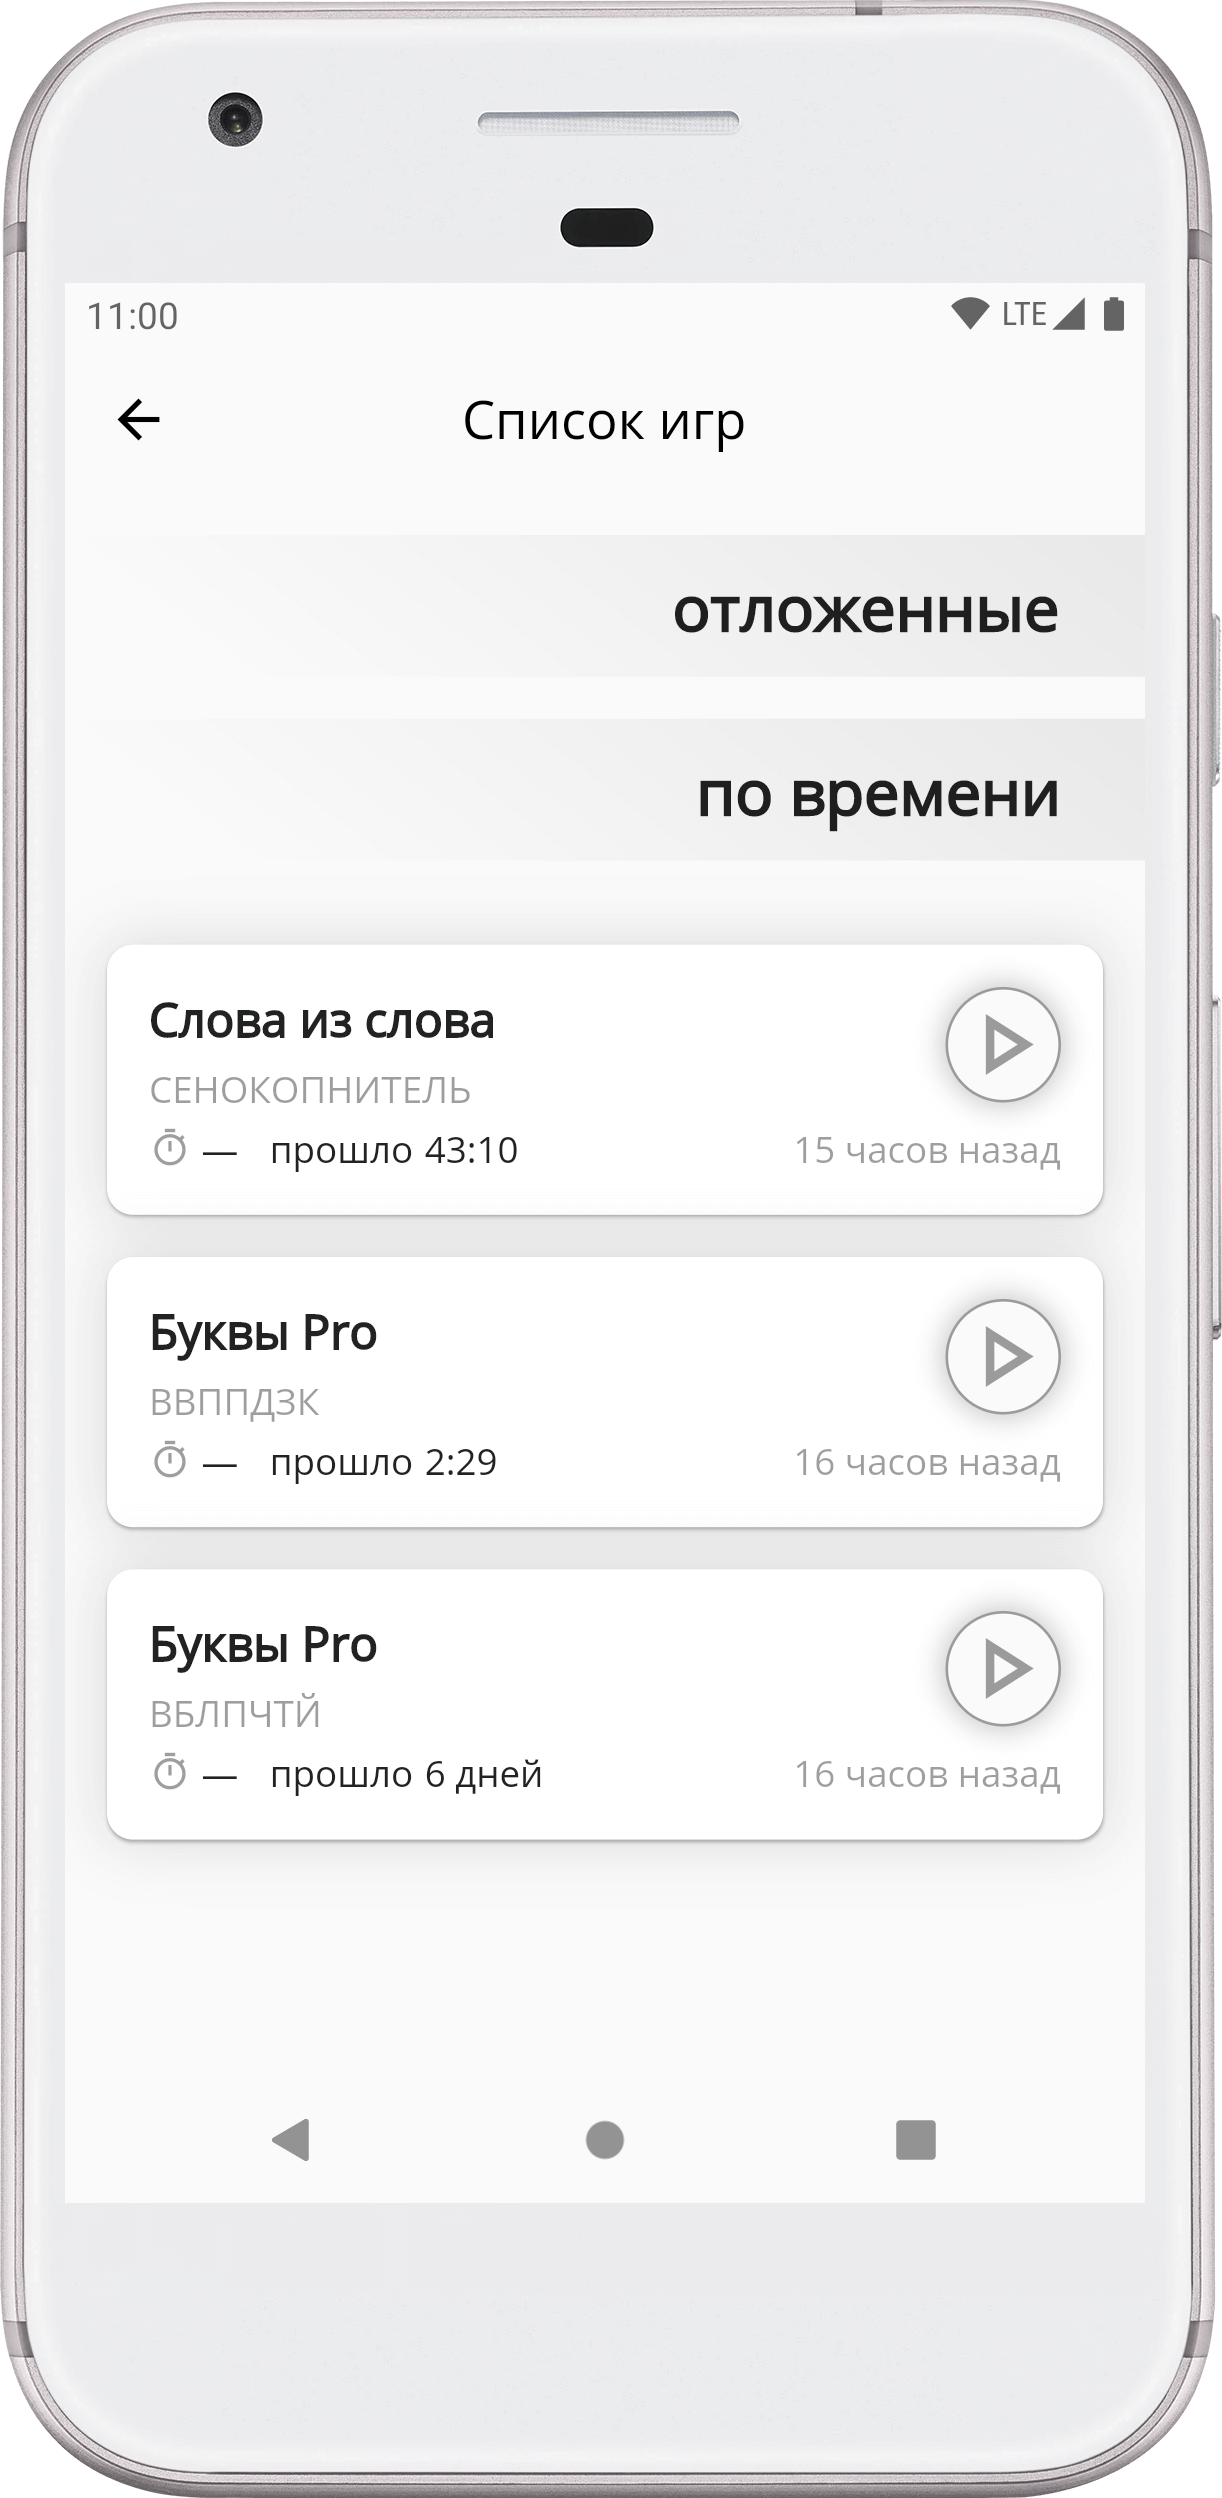 11:00 LTE
Список игр
отложенные
по времени
Слова из слова
СЕНОКОПНИТЕЛЬ
— прошло 43:10 15 часов назад
Буквы Pro
ВВППДЗК
— прошло 2:29 16 часов назад
Буквы Pro
ВБЛПЧТЙ
— прошло 6 дней 16 часов назад